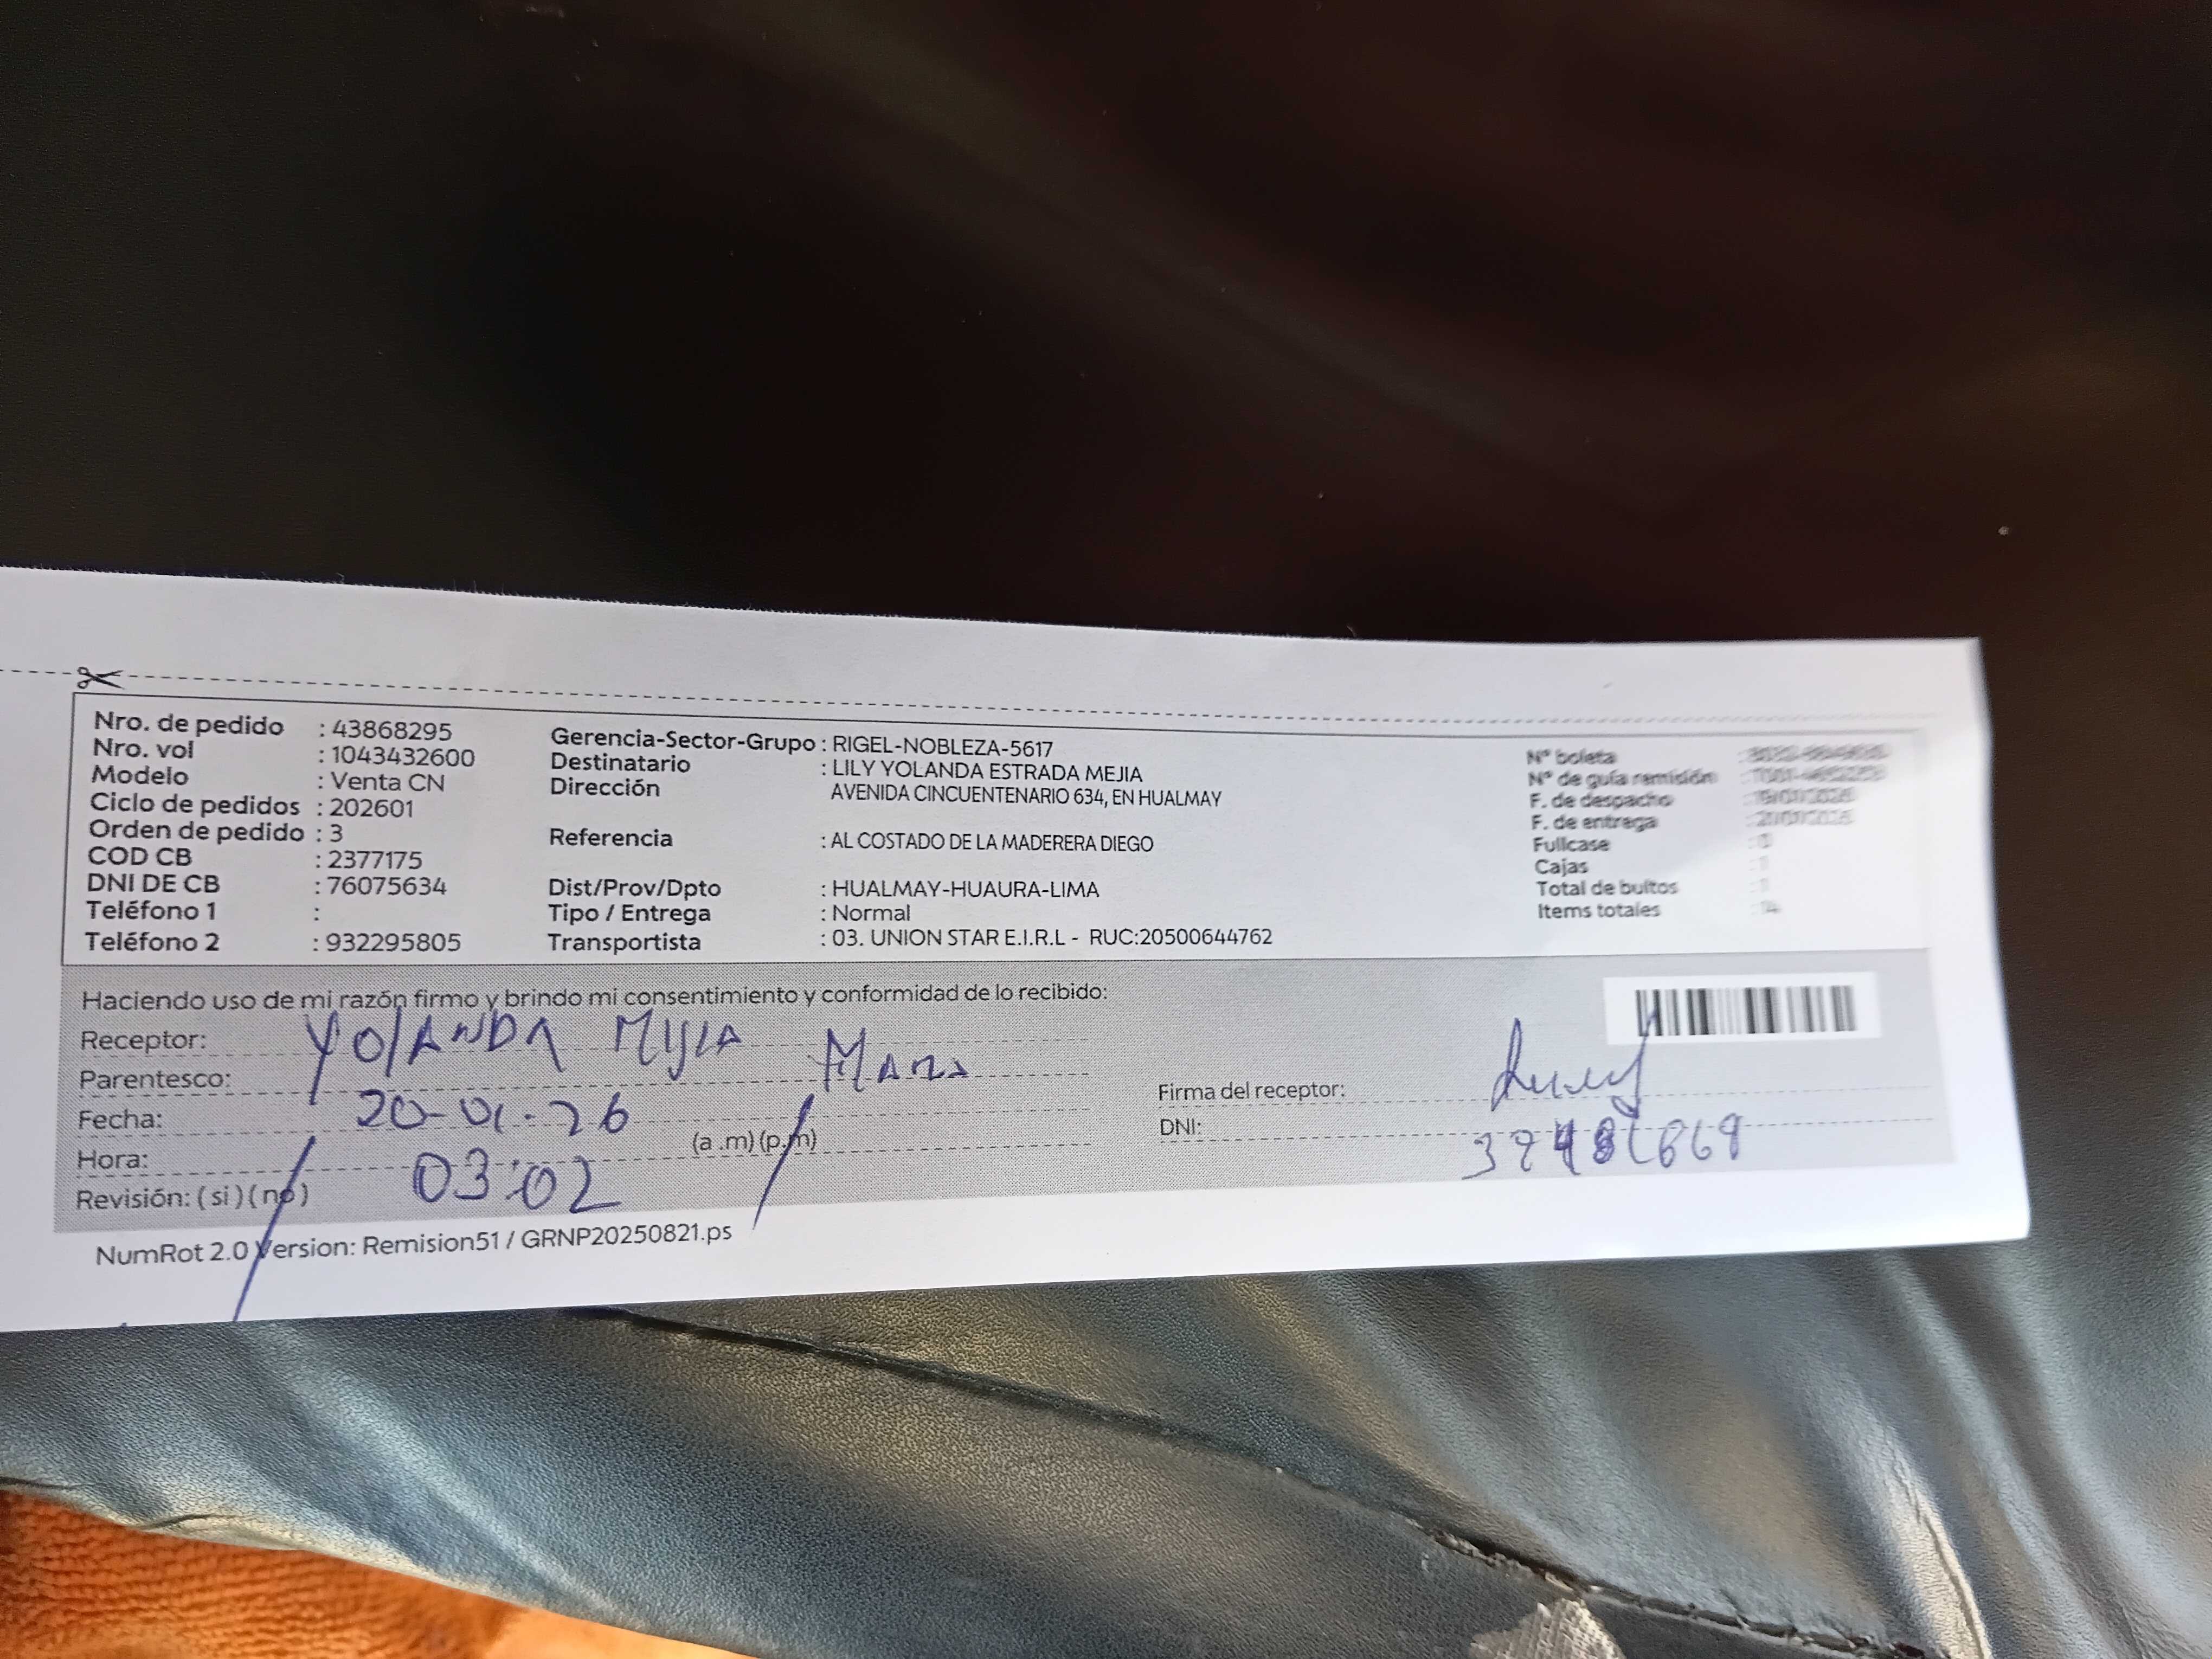 Nro. de pedido : 43868295
Nro. vol : 1043432600
Modelo : Venta CN
Ciclo de pedidos : 202601
Orden de pedido : 3
COD CB : 2377175
DNI DE CB : 76075634
Teléfono 1 :
Teléfono 2 : 932295805
Gerencia-Sector-Grupo : RIGEL-NOBLEZA-5617
Destinatario : LILY YOLANDA ESTRADA MEJIA
Dirección AVENIDA CINCUENTENARIO 634, EN HUALMAY
Referencia : AL COSTADO DE LA MADERERA DIEGO
Dist/Prov/Dpto : HUALMAY-HUAURA-LIMA
Tipo / Entrega : Normal
Transportista : 03. UNION STAR E.I.R.L - RUC:20500644762
N° boleta
N° de guía remisión
F. de despacho
F. de entrega
Fullcase
Cajas
Total de bultos
Items totales
Haciendo uso de mi razón firmo y brindo mi consentimiento y conformidad de lo recibido:
Receptor: YOLANDA
Parentesco:
Fecha: 20-01-26
Hora: 03:02 (a.m)(p.m)
Revisión: (si)(no)
Firma del receptor:
DNI:
NumRot 2.0 Version: Remision51 / GRNP20250821.ps